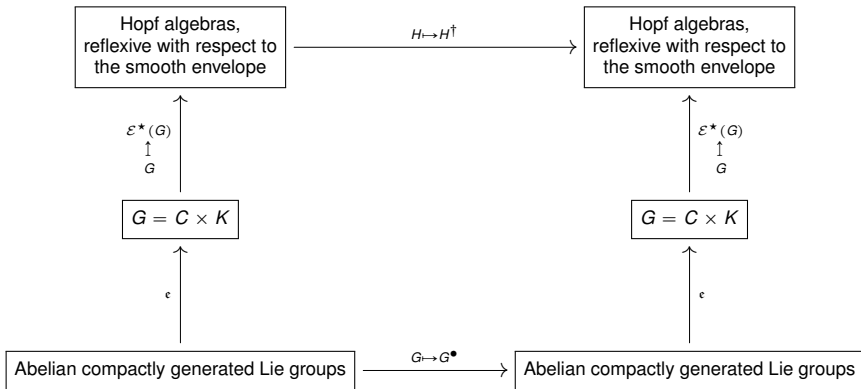 Hopf algebras,
reflexive with respect to
the smooth envelope
H↦H†
Hopf algebras,
reflexive with respect to
the smooth envelope
ℰ★(G)
↥
G
ℰ★(G)
↥
G
G = C × K
G = C × K
𝔢
𝔢
Abelian compactly generated Lie groups
G↦G●
Abelian compactly generated Lie groups